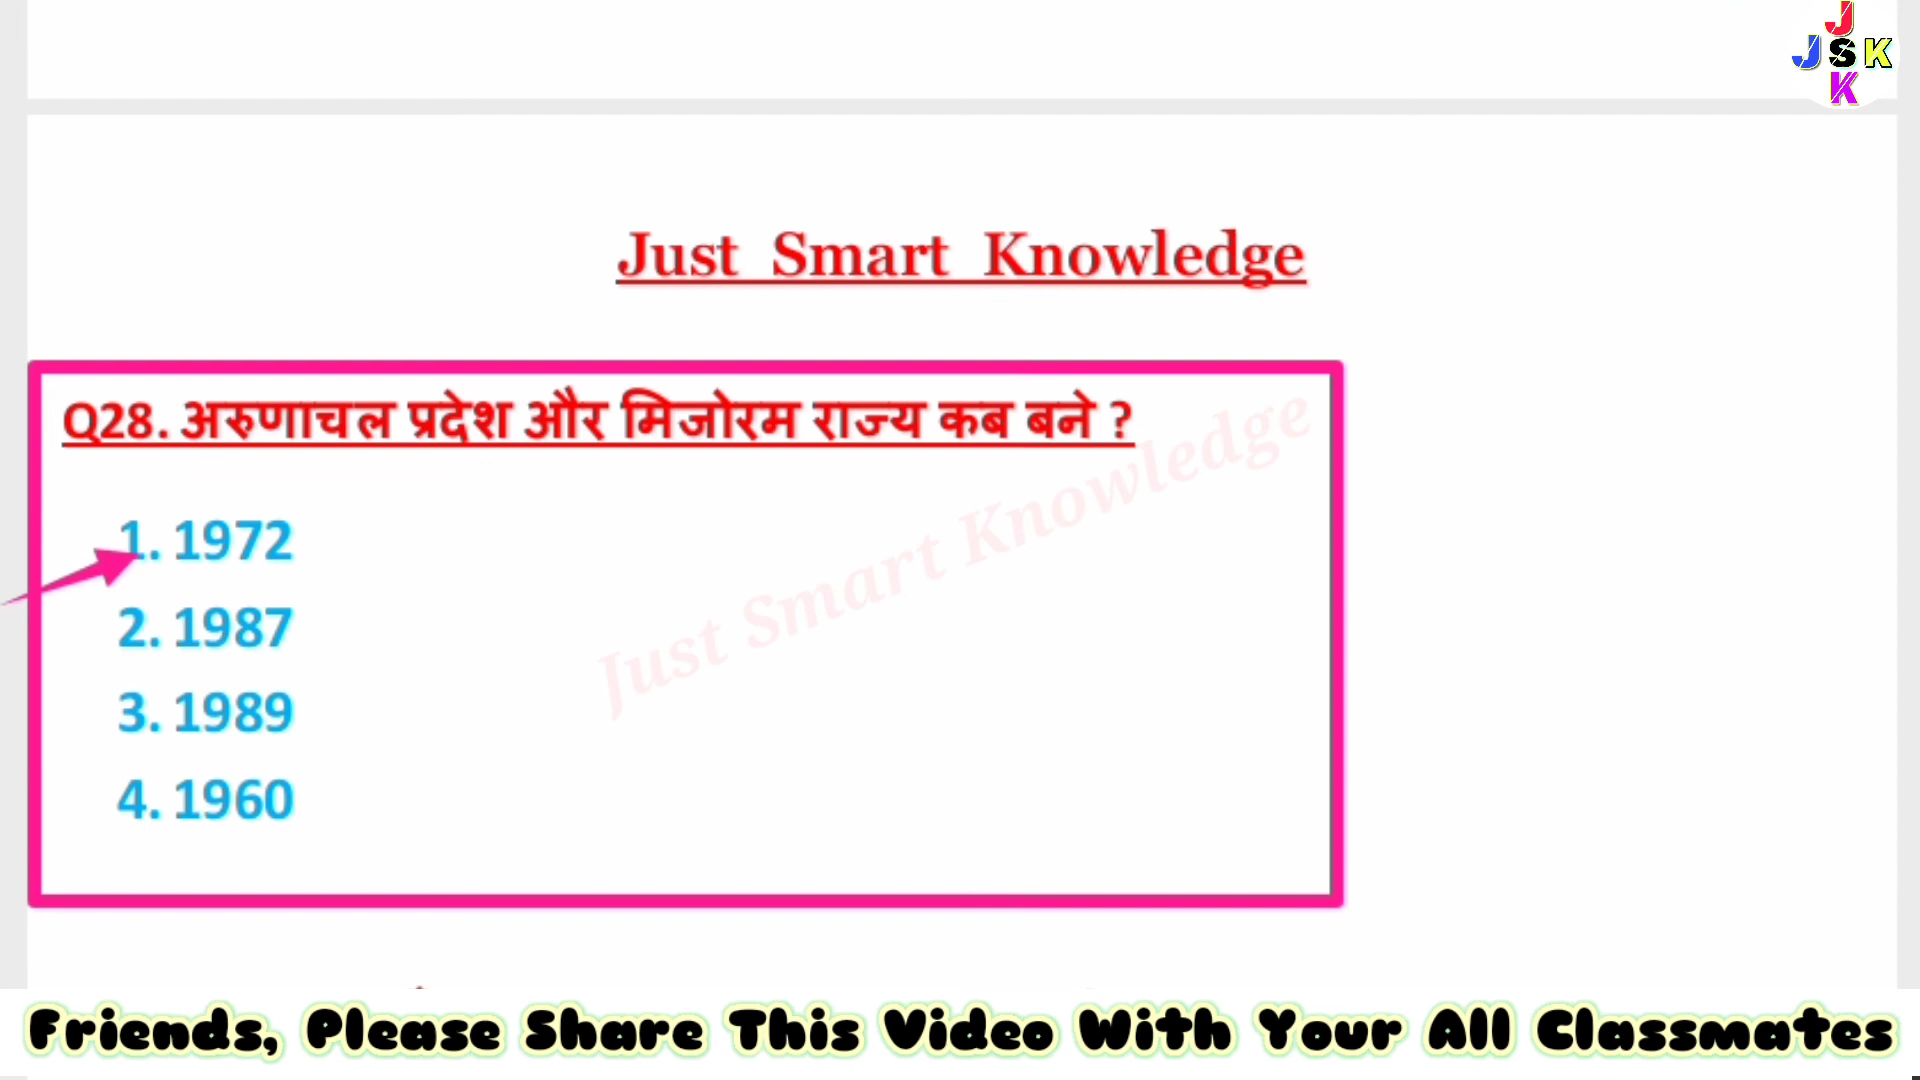 J
J S K
K
Just Smart Knowledge
Q28. अरुणाचल प्रदेश और मिजोरम राज्य कब बने ?
1. 1972
2. 1987
3. 1989
4. 1960
Just Smart Knowledge
Friends, Please Share This Video With Your All Classmates